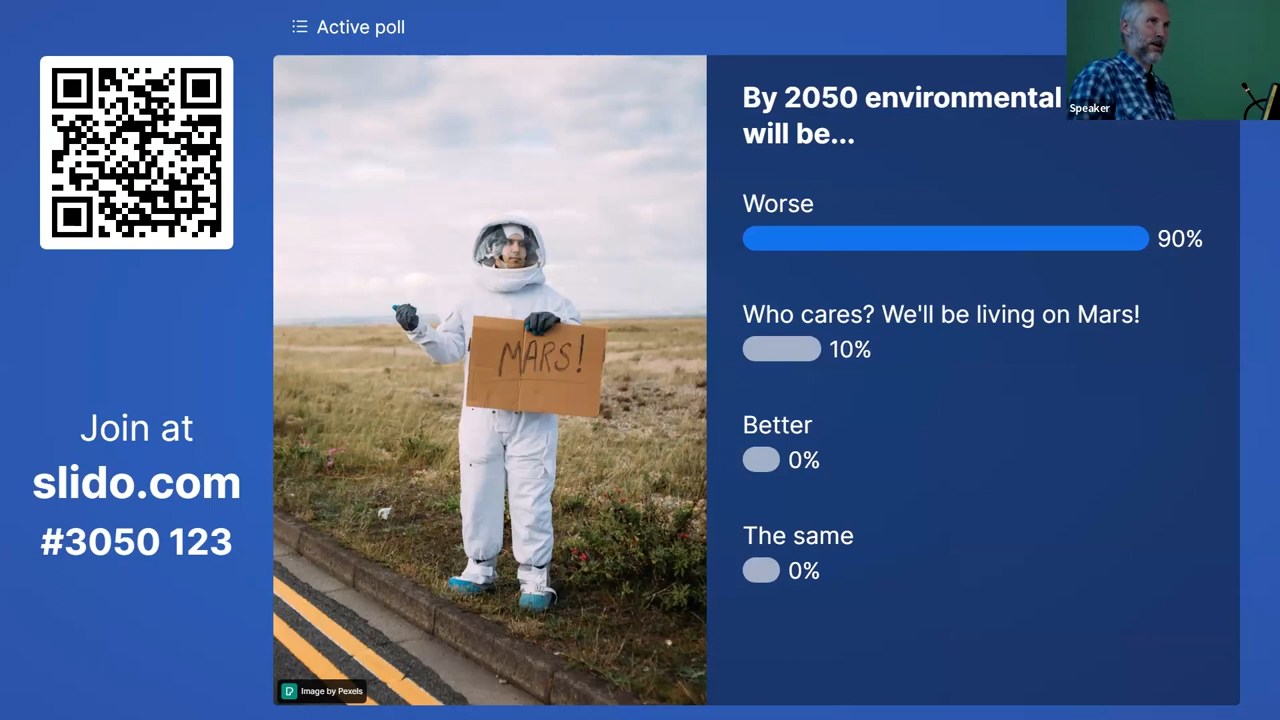 Active poll
Speaker
By 2050 environmental
will be...
Worse
90%
Who cares? We'll be living on Mars!
10%
Better
0%
The same
0%
MARS!
Join at
slido.com
#3050 123
Image by Pexels